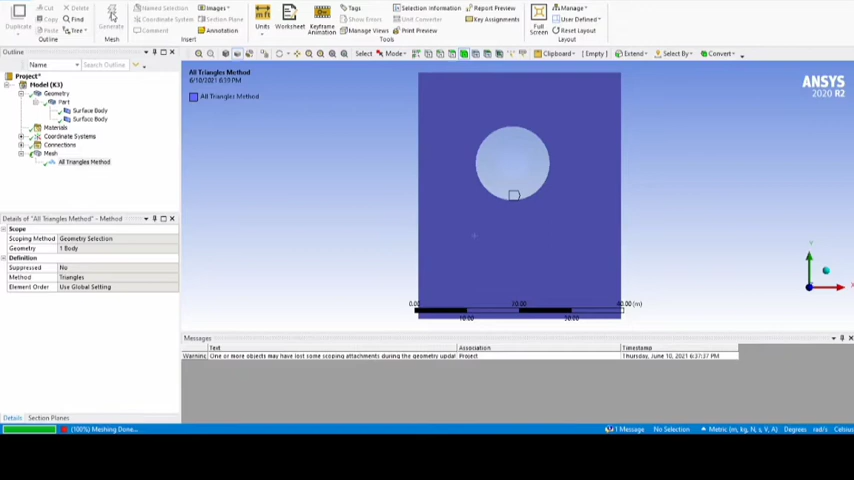 Duplicate Cut Delete Copy Find Paste Tree
Outline
Generate
Mesh
Named Selection Images
Coordinate System Section Plane
Comment Annotation
Insert
Units Worksheet Keyframe Animation
Tags
Show Errors
Manage Views
Selection Information
Unit Converter
Print Preview
Report Preview
Key Assignments
Tools
Full Screen
Manage
User Defined
Reset Layout
Layout
Select Mode Clipboard [ Empty ] Extend Select By Convert
Outline
Name Search Outline
Project*
Model (K3)
Geometry
Part
Surface Body
Surface Body
Materials
Coordinate Systems
Connections
Mesh
All Triangles Method
Details of "All Triangles Method" - Method
Scope
Scoping Method Geometry Selection
Geometry 1 Body
Definition
Suppressed No
Method Triangles
Element Order Use Global Setting
Details Section Planes
All Triangles Method
6/10/2021 6:39 PM
All Triangles Method
ANSYS
2020 R2
Y
X
0.00 20.00 40.00 (m)
10.00 30.00
Messages
Text Association Timestamp
Warning One or more objects may have lost some scoping attachments during the geometry updat Project Thursday, June 10, 2021 6:37:37 PM
(100%) Meshing Done... 1 Message No Selection Metric (m, kg, N, s, V, A) Degrees rad/s Celsius